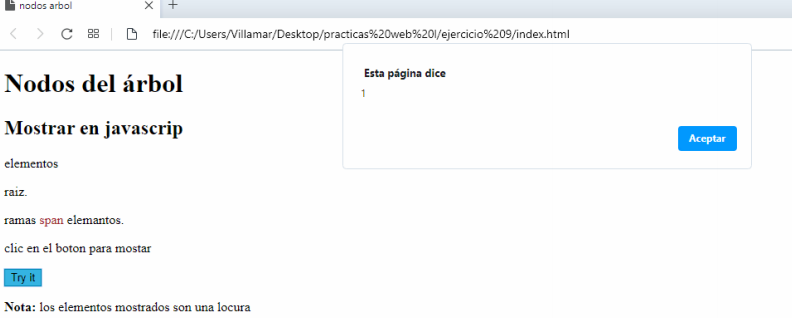 nodos arbol
file:///C:/Users/Villamar/Desktop/practicas%20web%20I/ejercicio%209/index.html
Esta página dice
1
Aceptar
Nodos del árbol
Mostrar en javascrip
elementos
raiz.
ramas span elemantos.
clic en el boton para mostar
Try it
Nota: los elementos mostrados son una locura